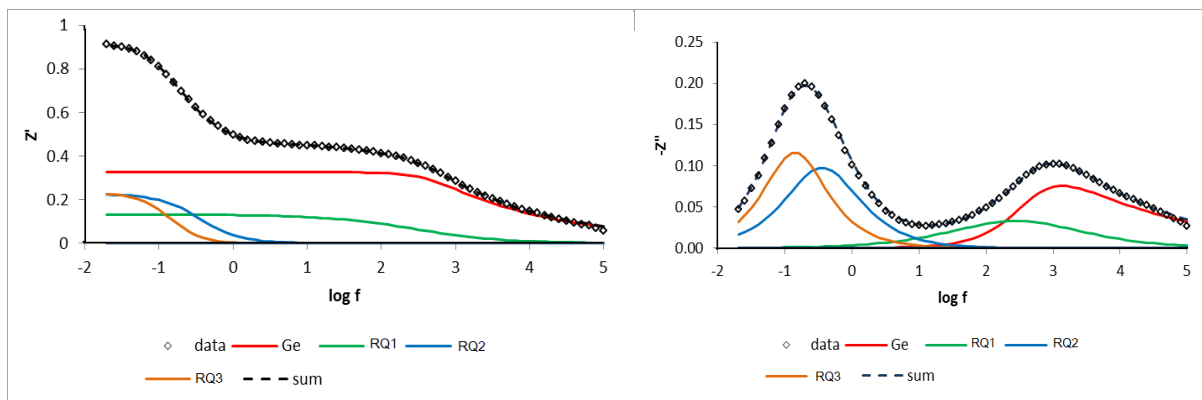 1
0.8
0.6
0.4
0.2
0
Z'
-2 -1 0 1 2 3 4 5
log f
data Ge RQ1 RQ2
RQ3 sum
0.25
0.20
0.15
0.10
0.05
0.00
-Z"
-2 -1 0 1 2 3 4 5
log f
data Ge RQ1 RQ2
RQ3 sum